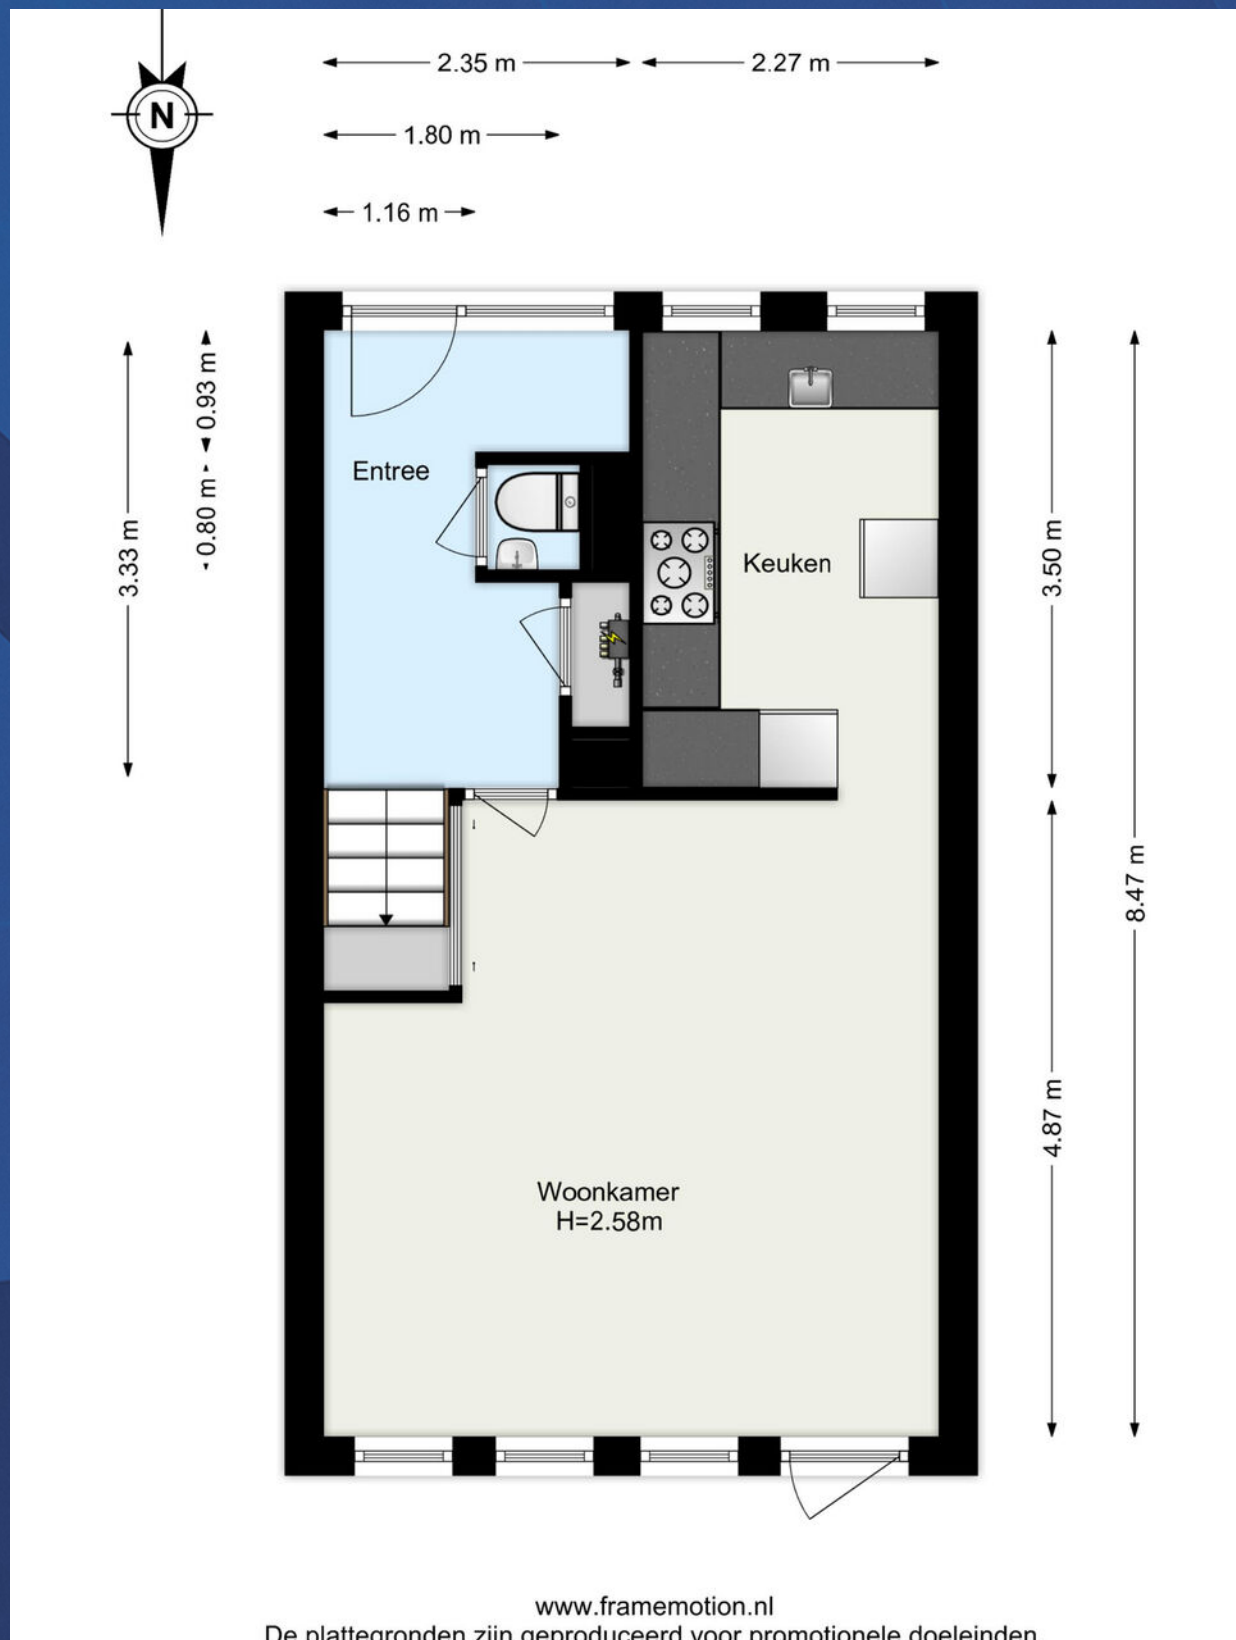 N
2.35 m
2.27 m
1.80 m
1.16 m
0.93 m
0.80 m
3.33 m
Entree
Keuken
3.50 m
8.47 m
4.87 m
Woonkamer
H=2.58m
www.framemotion.nl
De plattegronden zijn geproduceerd voor promotionele doeleinden